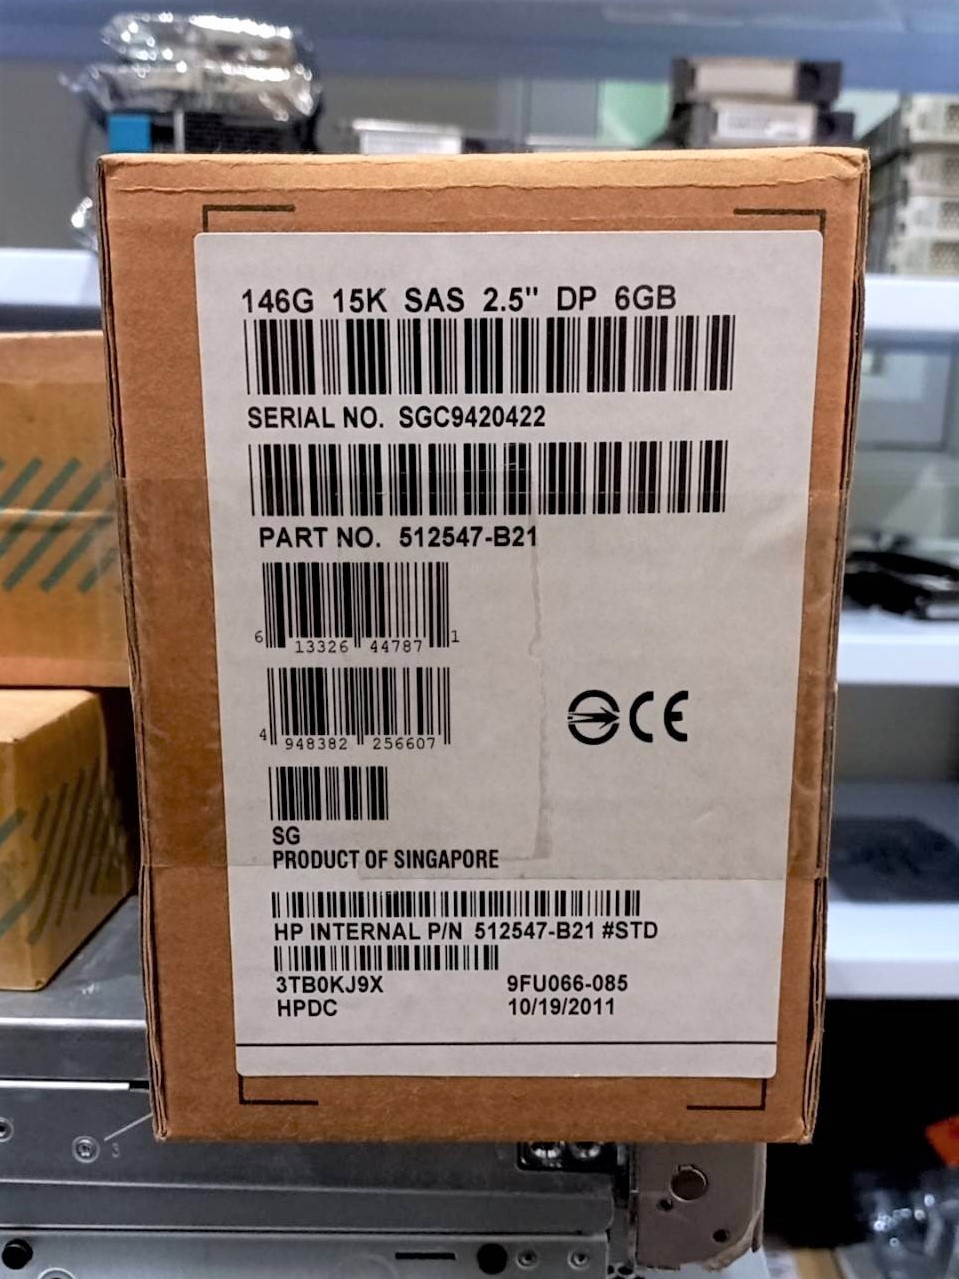 146G 15K SAS 2.5" DP 6GB
SERIAL NO. SGC9420422
PART NO. 512547-B21
6 13326 44787 1
4 948382 256607
CE
SG
PRODUCT OF SINGAPORE
HP INTERNAL P/N 512547-B21 #STD
3TB0KJ9X 9FU066-085
HPDC 10/19/2011
3